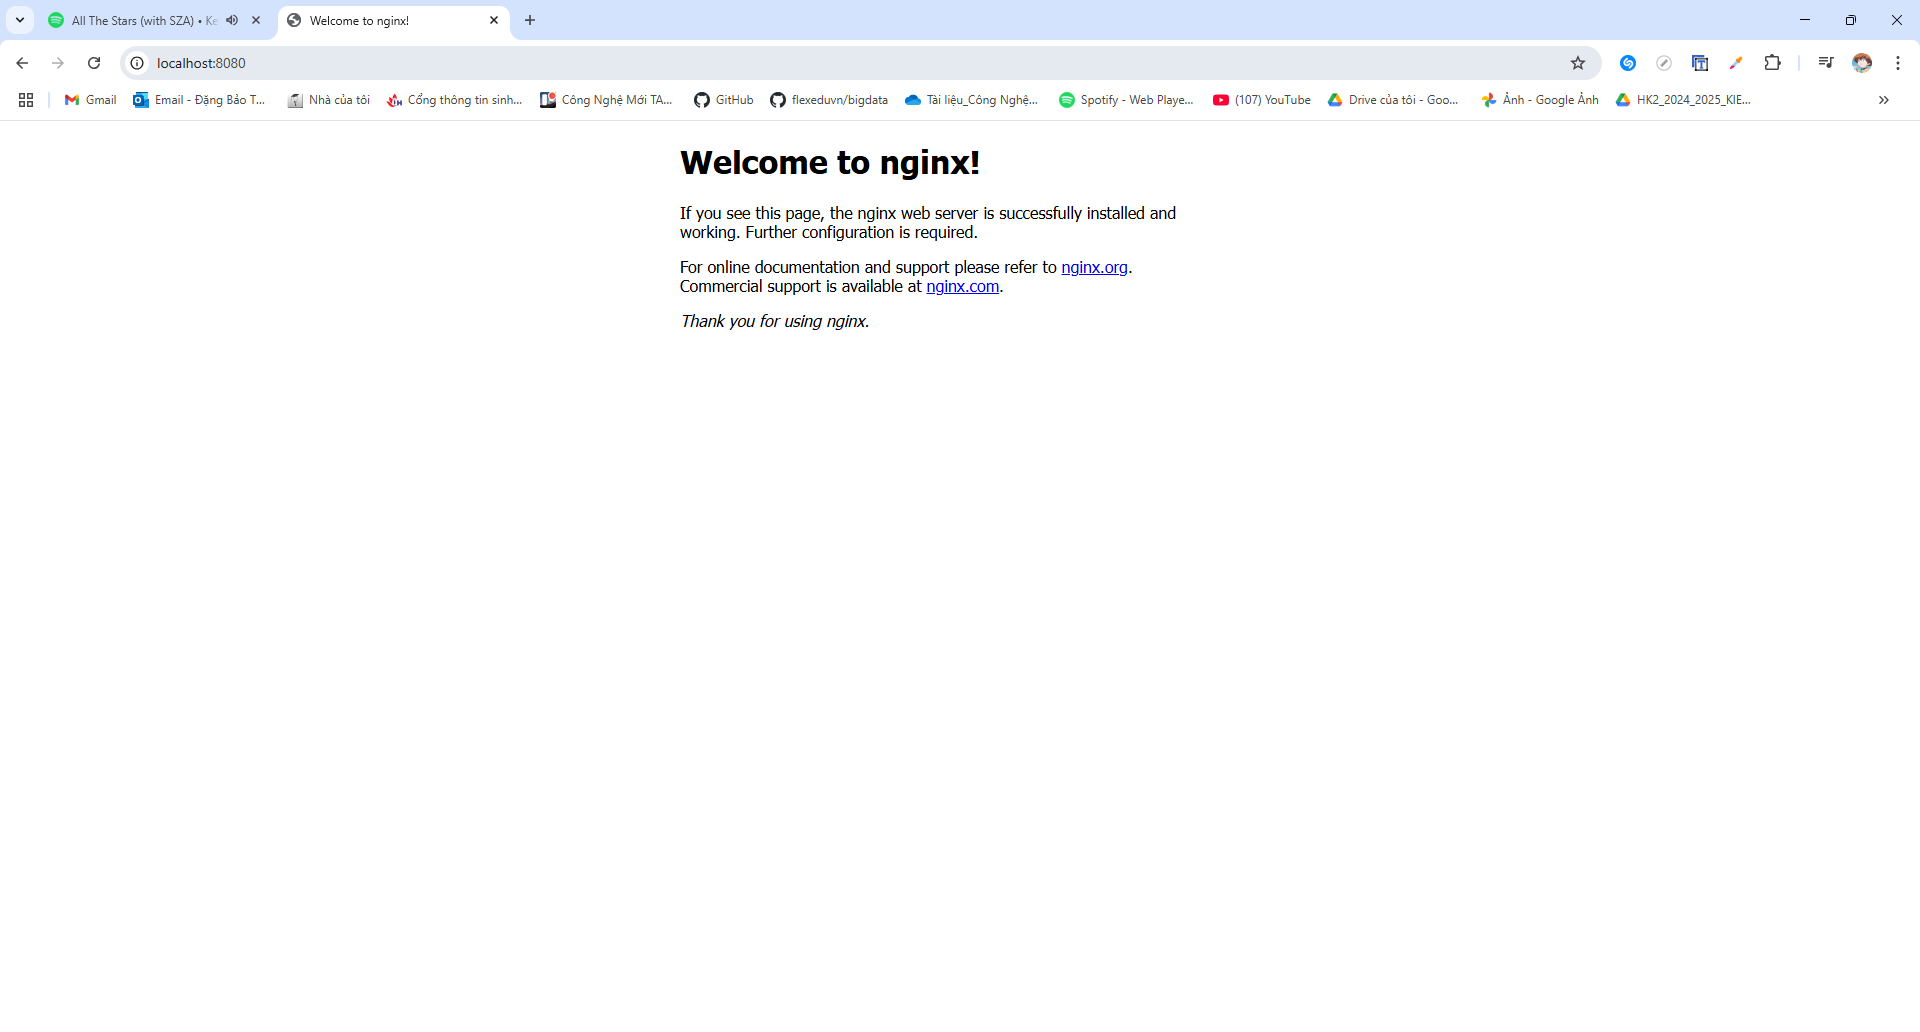 All The Stars (with SZA) • Ke
Welcome to nginx!
localhost:8080
Gmail
Email - Đặng Bảo T...
Nhà của tôi
Cổng thông tin sinh...
Công Nghệ Mới TA...
GitHub
flexeduvn/bigdata
Tài liệu_Công Nghệ...
Spotify - Web Playe...
(107) YouTube
Drive của tôi - Goo...
Ảnh - Google Ảnh
HK2_2024_2025_KIE...
Welcome to nginx!
If you see this page, the nginx web server is successfully installed and
working. Further configuration is required.
For online documentation and support please refer to nginx.org.
Commercial support is available at nginx.com.
Thank you for using nginx.